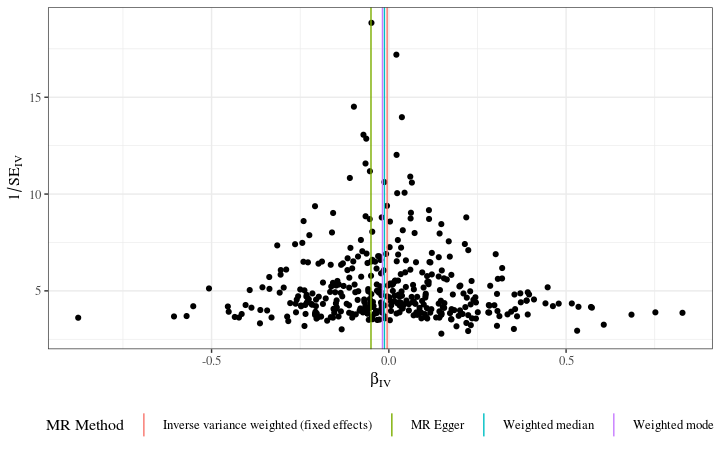 15
10
5
1/SE_IV
-0.5 0.0 0.5
β_IV
MR Method Inverse variance weighted (fixed effects) MR Egger Weighted median Weighted mode